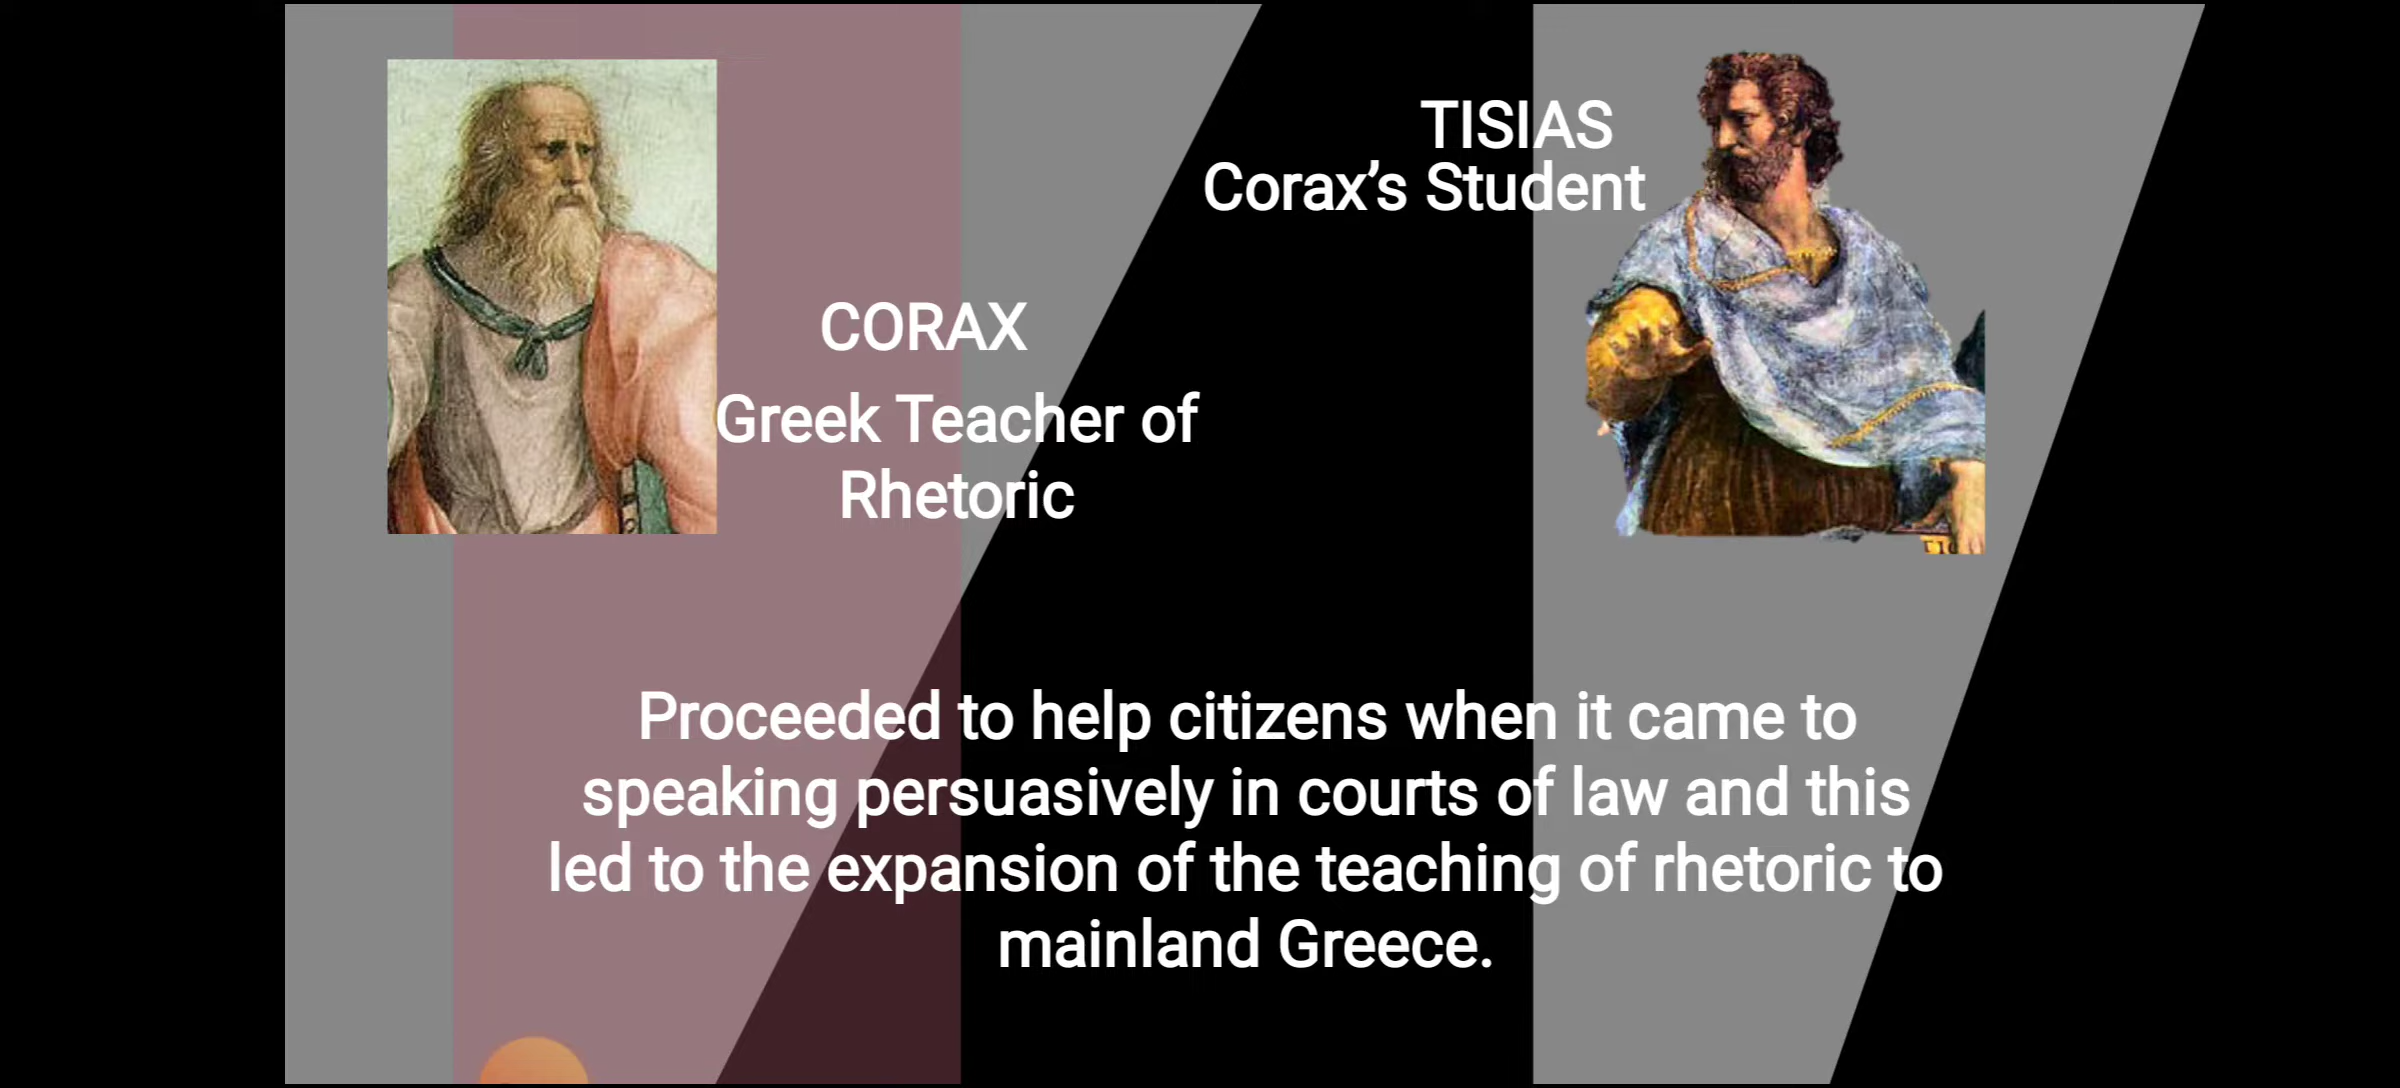 TISIAS
Corax’s Student
CORAX
Greek Teacher of
Rhetoric
Proceeded to help citizens when it came to
speaking persuasively in courts of law and this
led to the expansion of the teaching of rhetoric to
mainland Greece.